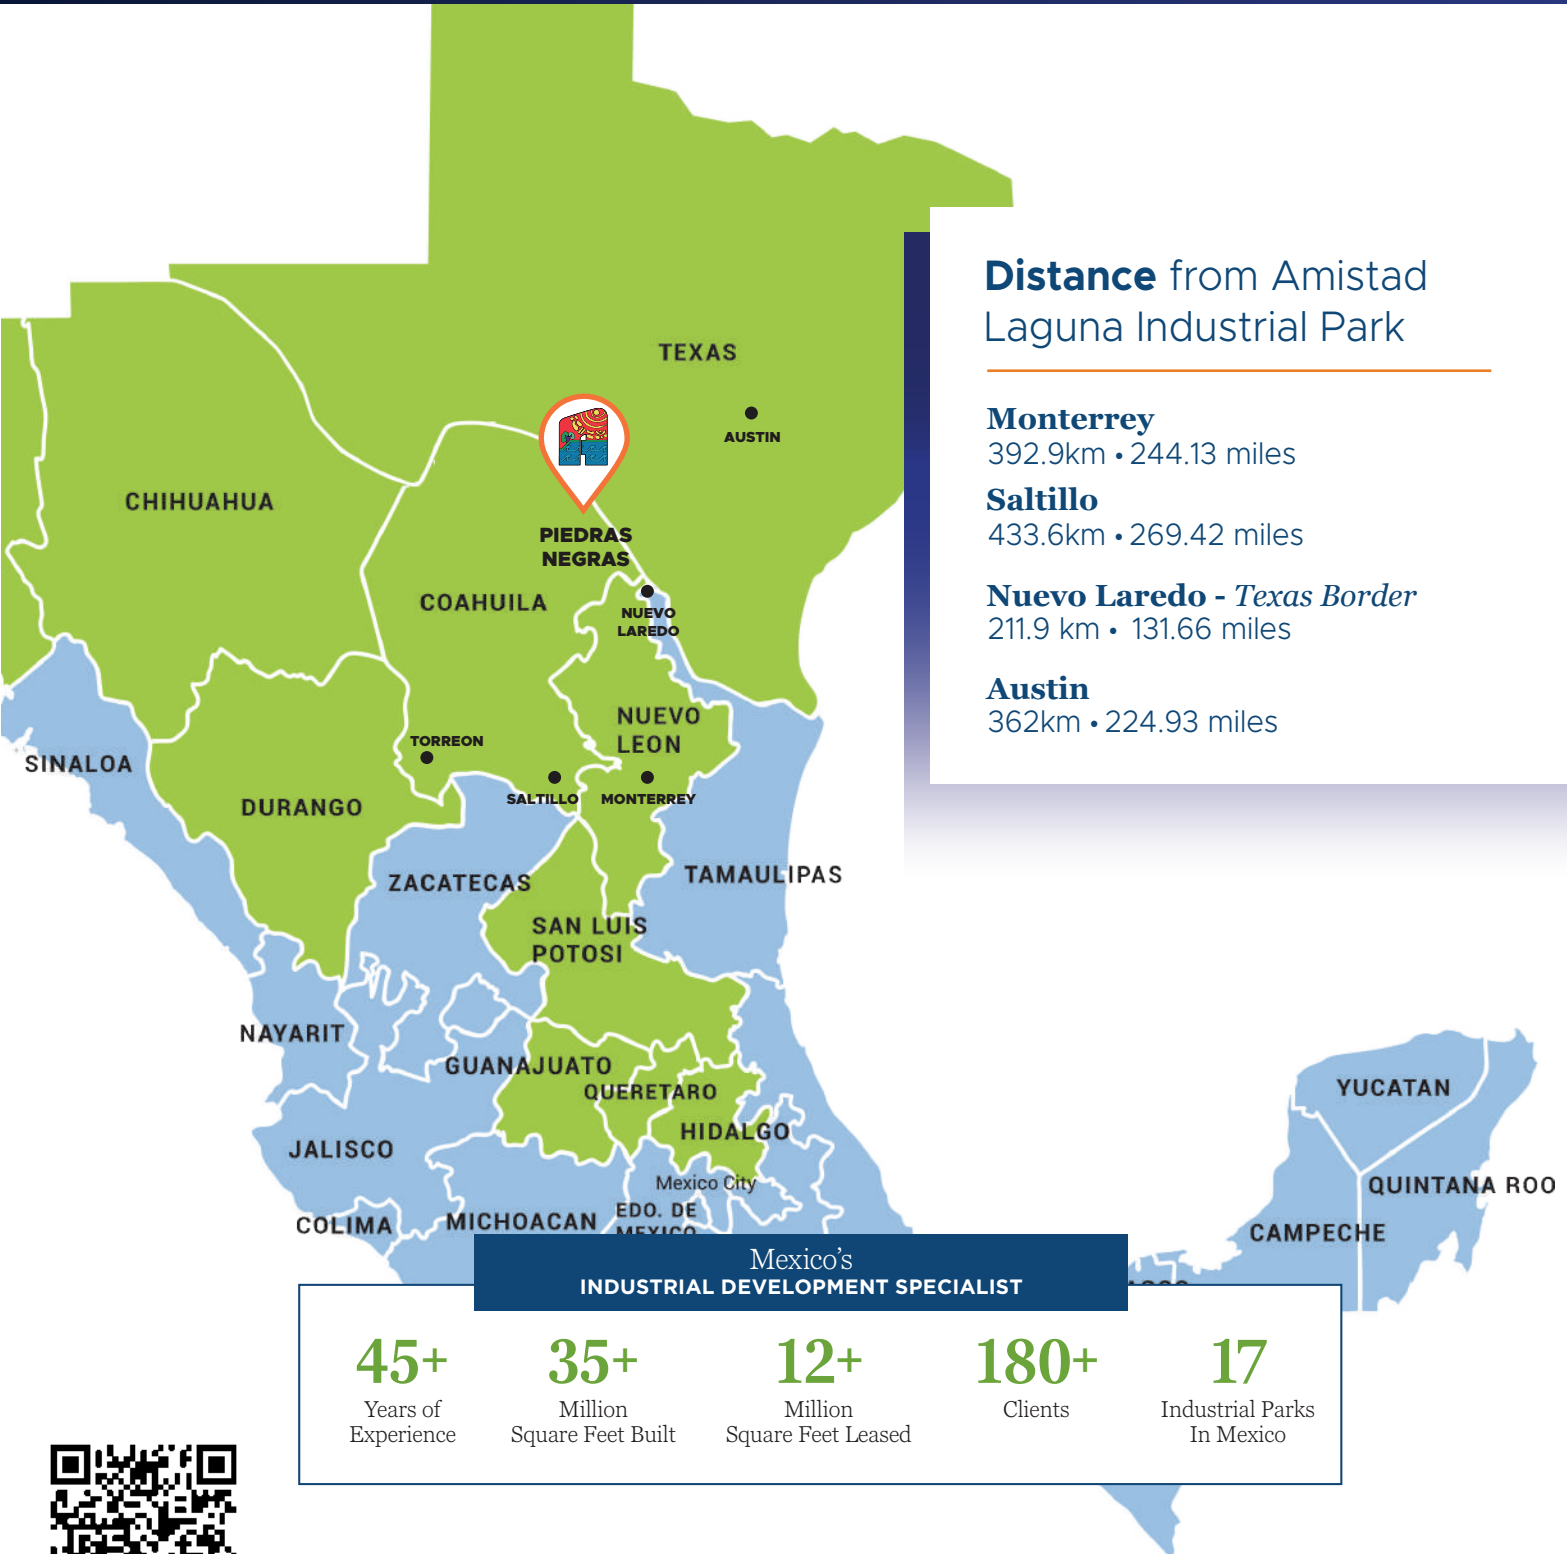 TEXAS
AUSTIN
CHIHUAHUA
PIEDRAS
NEGRAS
COAHUILA
NUEVO
LAREDO
NUEVO
LEON
TORREON
SINALOA
DURANGO
SALTILLO
MONTERREY
ZACATECAS
TAMAULIPAS
SAN LUIS
POTOSI
NAYARIT
GUANAJUATO
QUERETARO
HIDALGO
JALISCO
Mexico City
COLIMA
MICHOACAN
EDO. DE
MEXICO
YUCATAN
QUINTANA ROO
CAMPECHE
Distance from Amistad
Laguna Industrial Park
Monterrey
392.9km • 244.13 miles
Saltillo
433.6km • 269.42 miles
Nuevo Laredo - Texas Border
211.9 km • 131.66 miles
Austin
362km • 224.93 miles
Mexico’s
INDUSTRIAL DEVELOPMENT SPECIALIST
45+
Years of
Experience
35+
Million
Square Feet Built
12+
Million
Square Feet Leased
180+
Clients
17
Industrial Parks
In Mexico